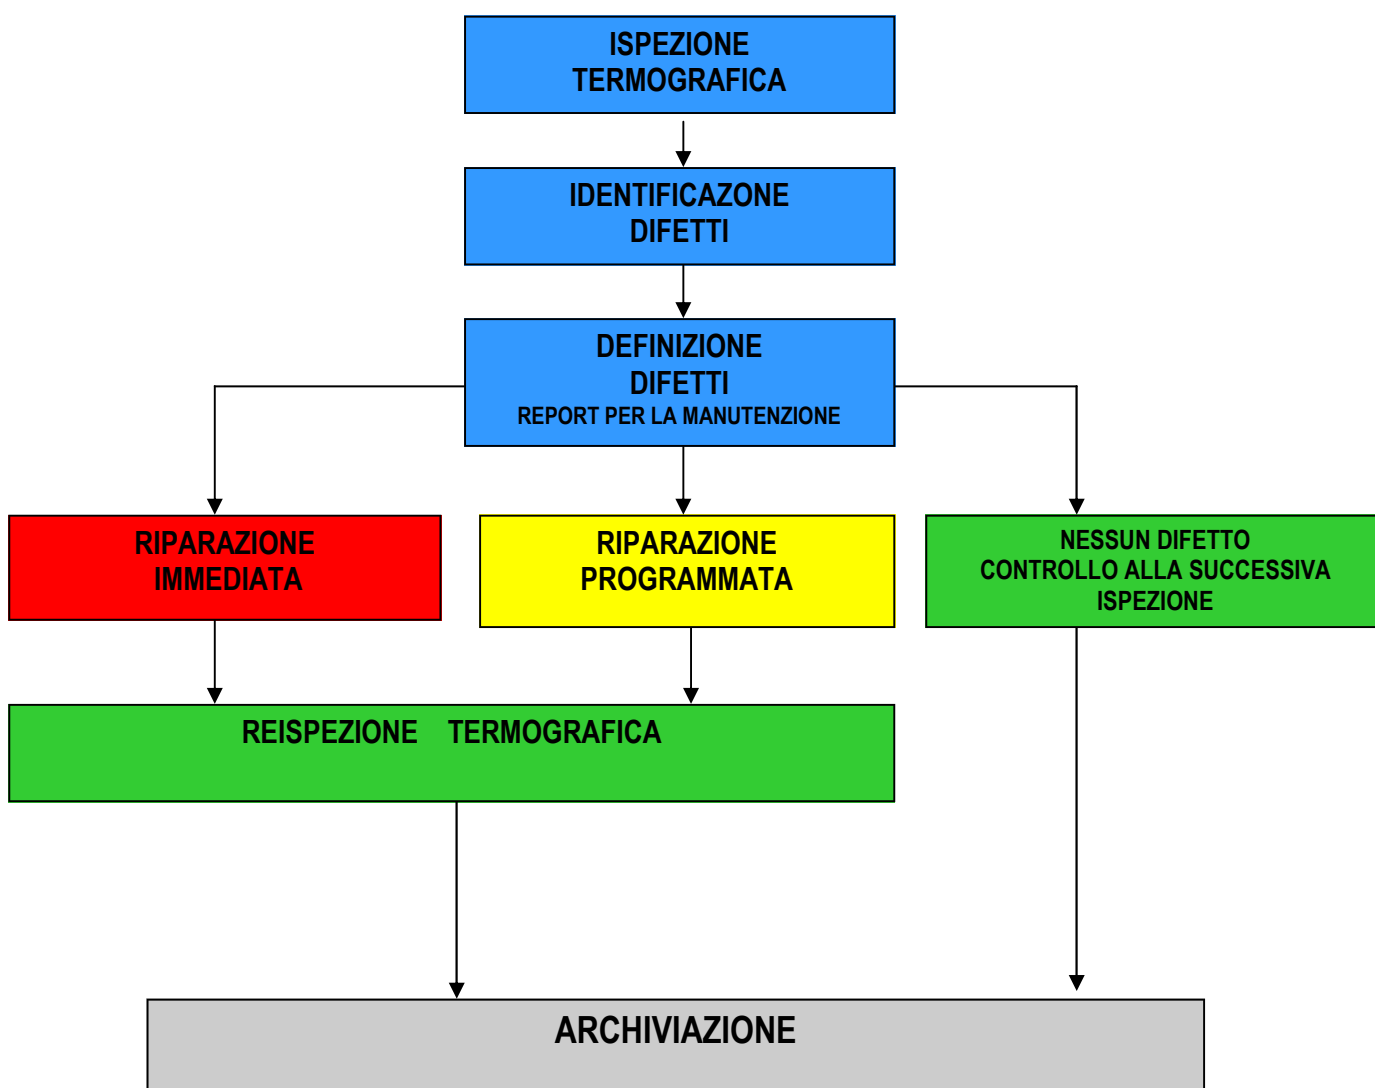 ISPEZIONE
TERMOGRAFICA
IDENTIFICAZONE
DIFETTI
DEFINIZIONE
DIFETTI
REPORT PER LA MANUTENZIONE
RIPARAZIONE
IMMEDIATA
RIPARAZIONE
PROGRAMMATA
NESSUN DIFETTO
CONTROLLO ALLA SUCCESSIVA
ISPEZIONE
REISPEZIONE TERMOGRAFICA
ARCHIVIAZIONE